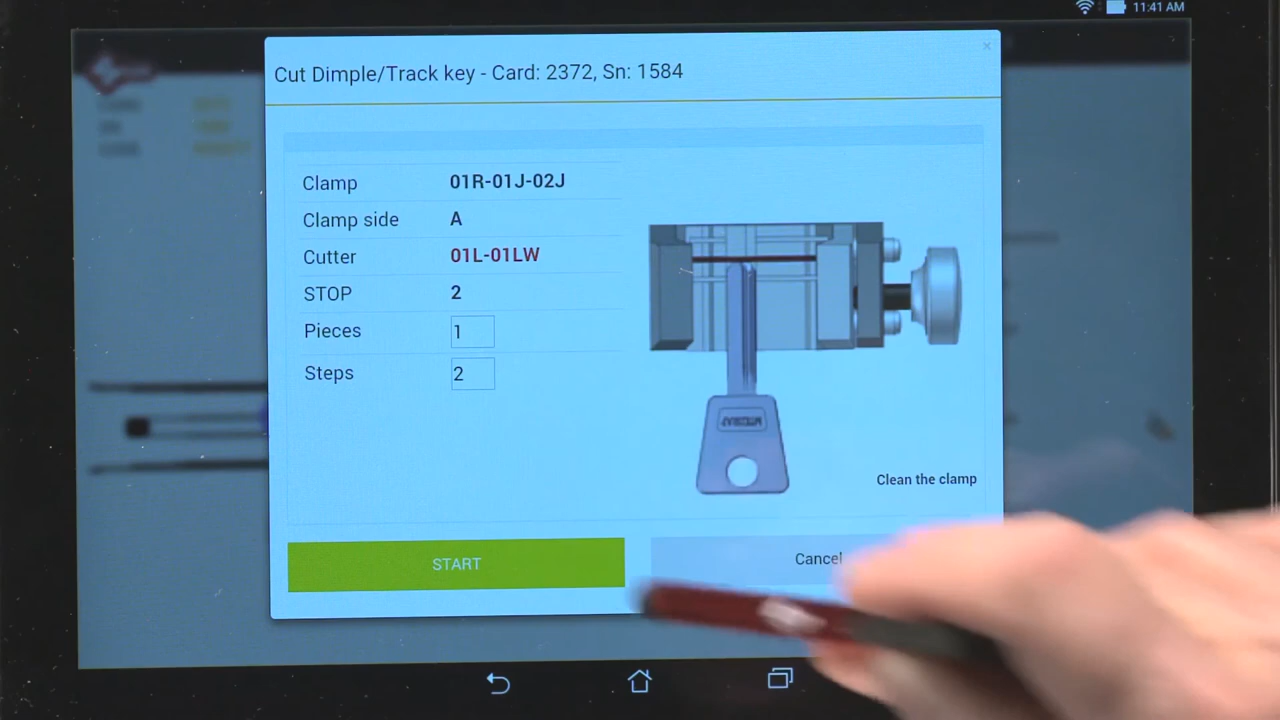 11:41 AM
Cut Dimple/Track key - Card: 2372, Sn: 1584
Clamp 01R-01J-02J
Clamp side A
Cutter 01L-01LW
STOP 2
Pieces 1
Steps 2
Clean the clamp
START Cancel